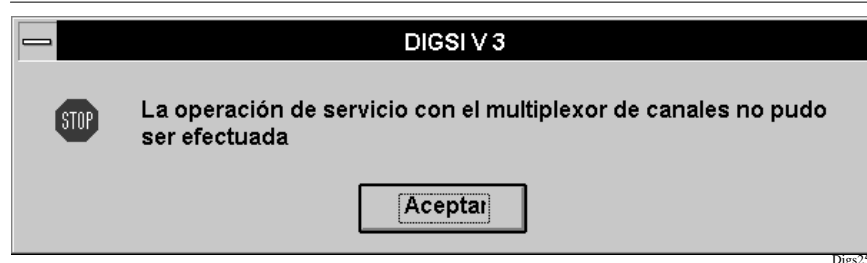 DIGSI V 3
STOP
La operación de servicio con el multiplexor de canales no pudo
ser efectuada
Aceptar